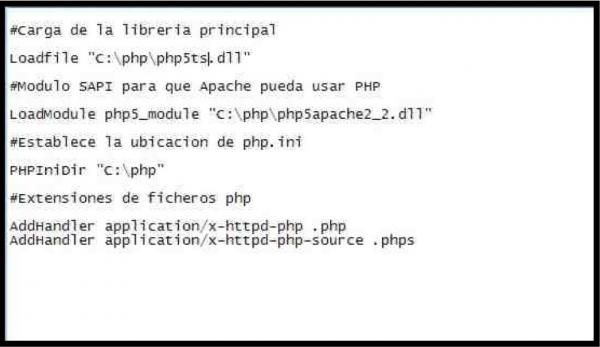 #Carga de la libreria principal
Loadfile "C:\php\php5ts.dll"
#Modulo SAPI para que Apache pueda usar PHP
LoadModule php5_module "C:\php\php5apache2_2.dll"
#Establece la ubicacion de php.ini
PHPIniDir "C:\php"
#Extensiones de ficheros php
AddHandler application/x-httpd-php .php
AddHandler application/x-httpd-php-source .phps